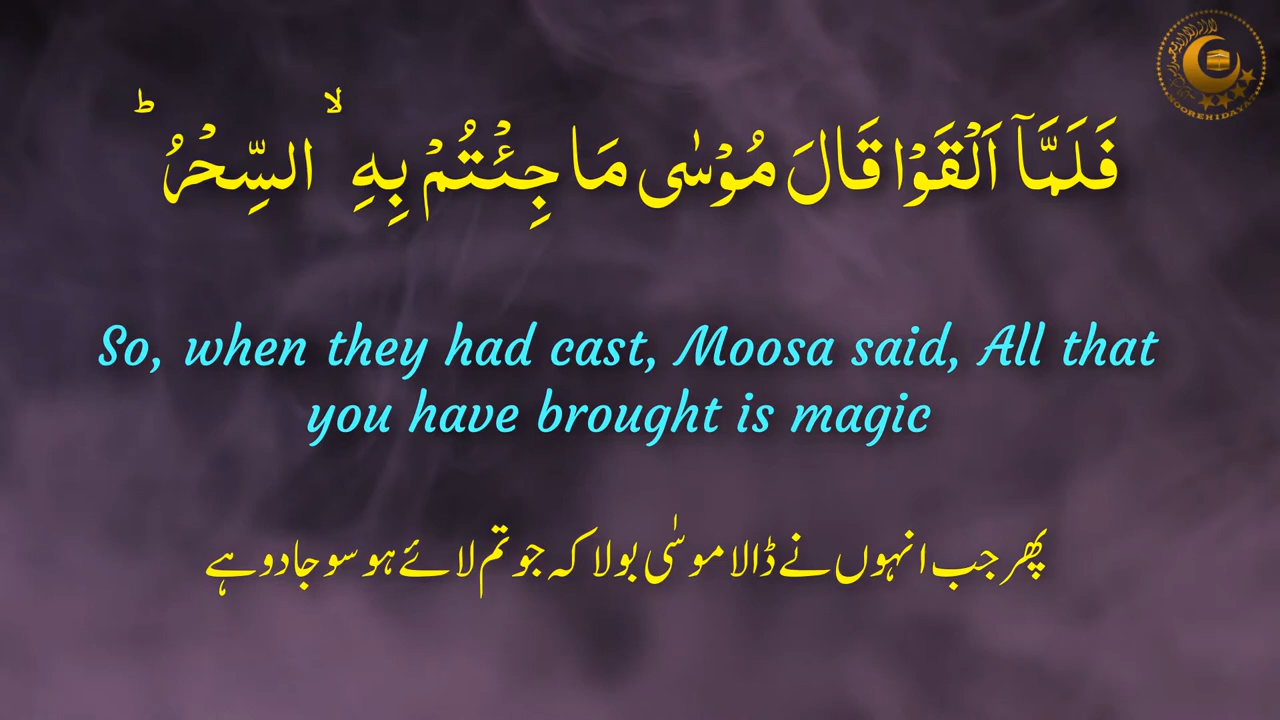 فَلَمَّآ اَلْقَوْا قَالَ مُوْسٰى مَا جِئْتُمْ بِهِ ۙ السِّحْرُ ؕ
So, when they had cast, Moosa said, All that
you have brought is magic
پھر جب انہوں نے ڈالا موسٰی بولا کہ جو تم لائے ہو سو جادو ہے
NOOREHIDAYAT